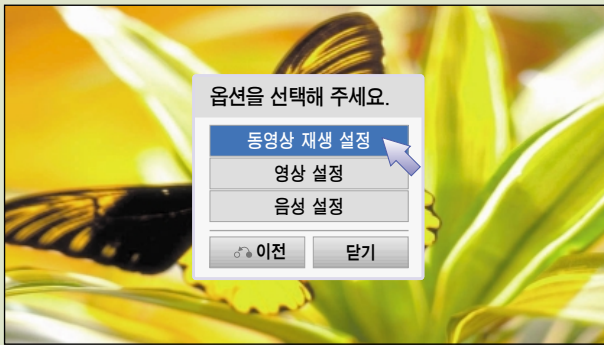 옵션을 선택해 주세요.
동영상 재생 설정
영상 설정
음성 설정
이전 닫기